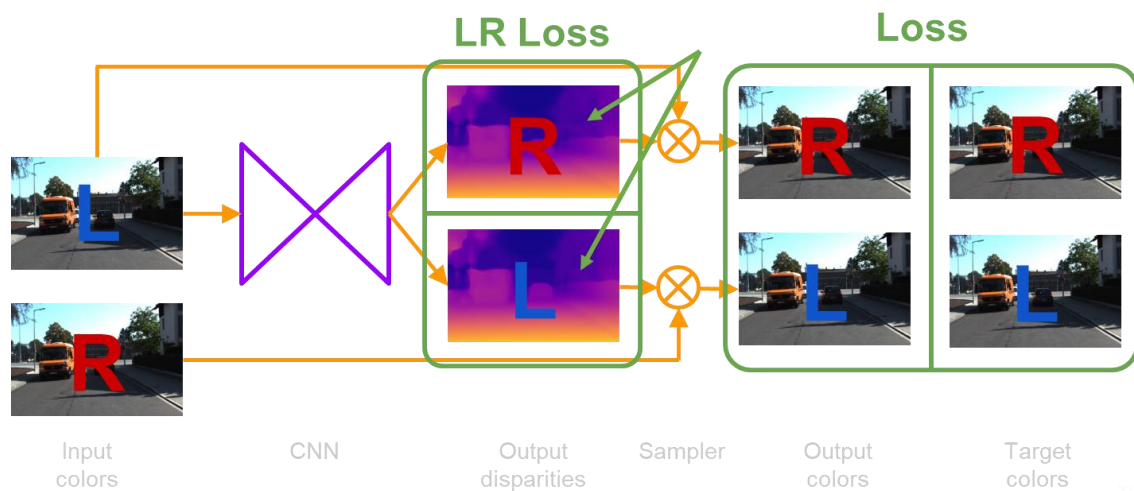 LR Loss
Loss
R
R
R
L
L
L
L
R
Input
colors
CNN
Output
disparities
Sampler
Output
colors
Target
colors